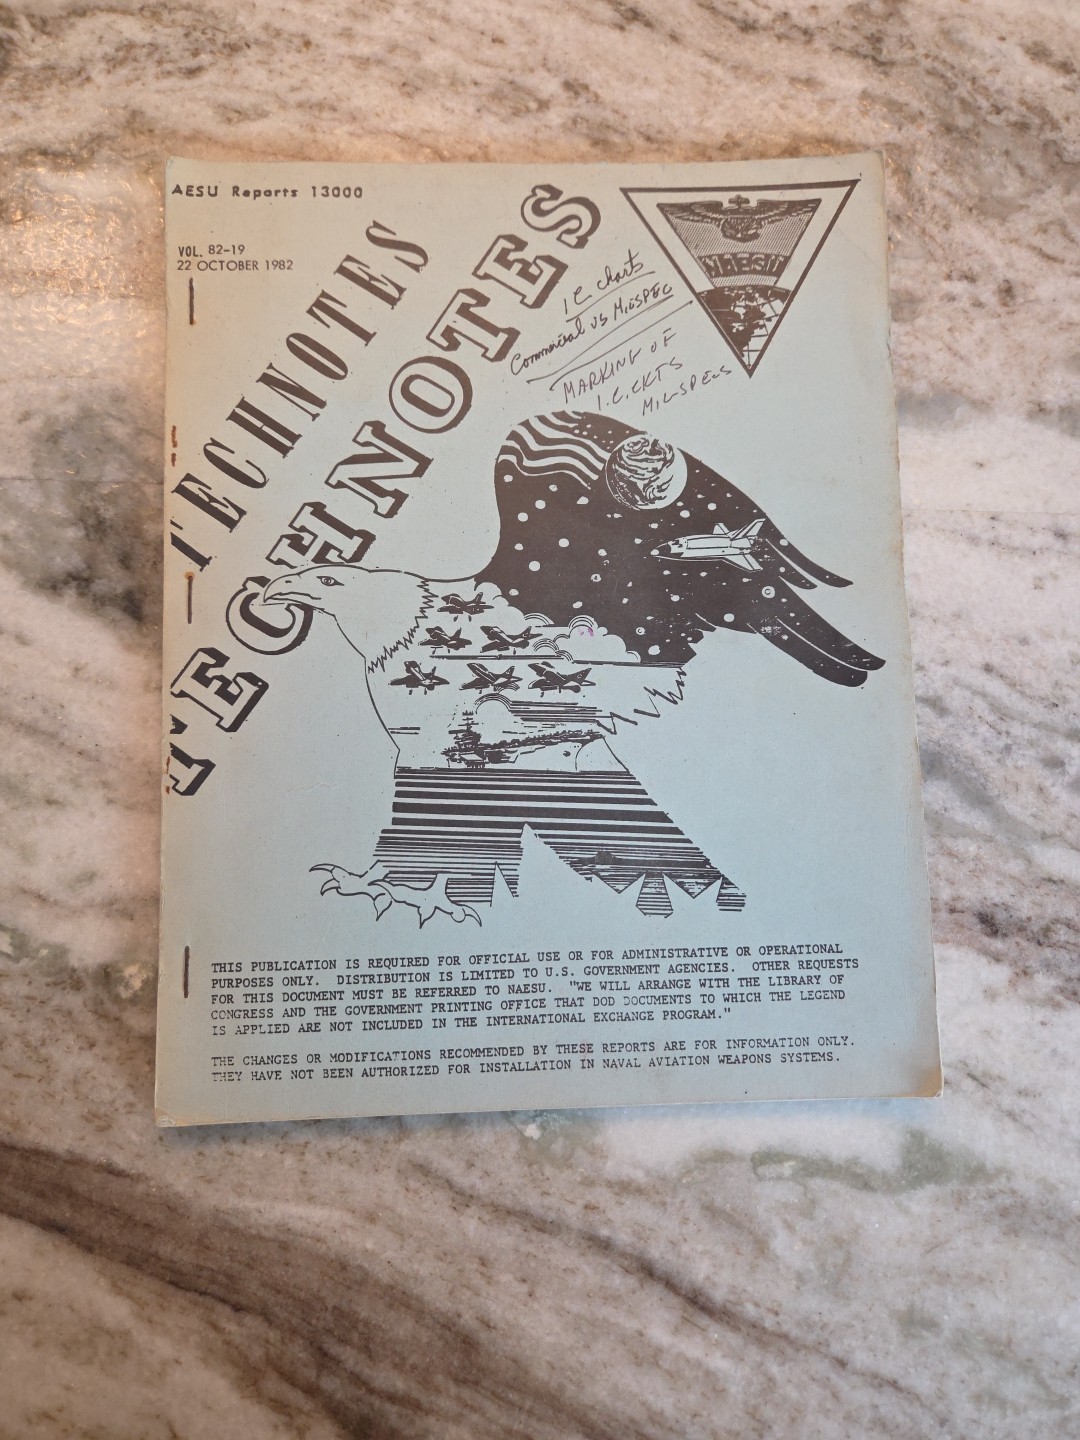 AESU Reports 13000
VOL. 82-19
22 OCTOBER 1982
TECHNOTES
TECHNOTES
NAESU
I C charts
Commercial vs MILSPEC
MARKING OF
I.C. CKTS
MIL-SPECS
THIS PUBLICATION IS REQUIRED FOR OFFICIAL USE OR FOR ADMINISTRATIVE OR OPERATIONAL
PURPOSES ONLY. DISTRIBUTION IS LIMITED TO U.S. GOVERNMENT AGENCIES. OTHER REQUESTS
FOR THIS DOCUMENT MUST BE REFERRED TO NAESU. "WE WILL ARRANGE WITH THE LIBRARY OF
CONGRESS AND THE GOVERNMENT PRINTING OFFICE THAT DOD DOCUMENTS TO WHICH THE LEGEND
IS APPLIED ARE NOT INCLUDED IN THE INTERNATIONAL EXCHANGE PROGRAM."
THE CHANGES OR MODIFICATIONS RECOMMENDED BY THESE REPORTS ARE FOR INFORMATION ONLY.
THEY HAVE NOT BEEN AUTHORIZED FOR INSTALLATION IN NAVAL AVIATION WEAPONS SYSTEMS.